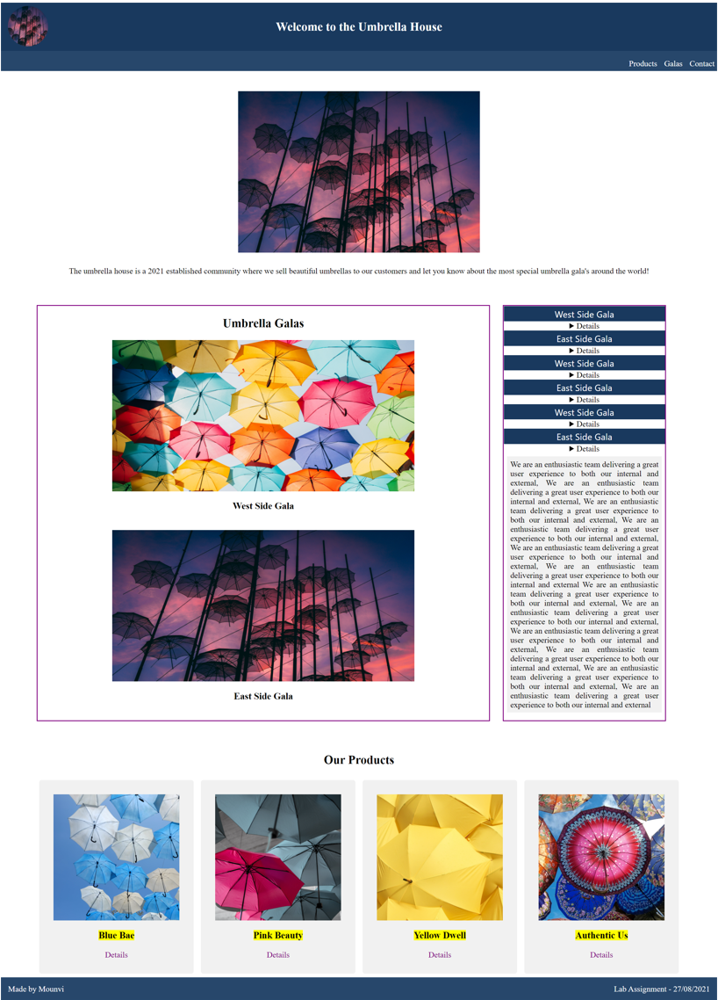 Welcome to the Umbrella House
Products Galas Contact
The umbrella house is a 2021 established community where we sell beautiful umbrellas to our customers and let you know about the most special umbrella gala's around the world!
Umbrella Galas
West Side Gala
East Side Gala
West Side Gala
▶ Details
East Side Gala
▶ Details
West Side Gala
▶ Details
East Side Gala
▶ Details
West Side Gala
▶ Details
East Side Gala
▶ Details
We are an enthusiastic team delivering a great
user experience to both our internal and
external, We are an enthusiastic team
delivering a great user experience to both our
internal and external, We are an enthusiastic
team delivering a great user experience to
both our internal and external, We are an
enthusiastic team delivering a great user
experience to both our internal and external,
We are an enthusiastic team delivering a great
user experience to both our internal and
external, We are an enthusiastic team
delivering a great user experience to both our
internal and external We are an enthusiastic
team delivering a great user experience to
both our internal and external, We are an
enthusiastic team delivering a great user
experience to both our internal and external,
We are an enthusiastic team delivering a great
user experience to both our internal and
external, We are an enthusiastic team
delivering a great user experience to both our
internal and external, We are an enthusiastic
team delivering a great user experience to
both our internal and external, We are an
enthusiastic team delivering a great user
experience to both our internal and external
Our Products
Blue Bae
Details
Pink Beauty
Details
Yellow Dwell
Details
Authentic Us
Details
Made by Mounvi
Lab Assignment - 27/08/2021